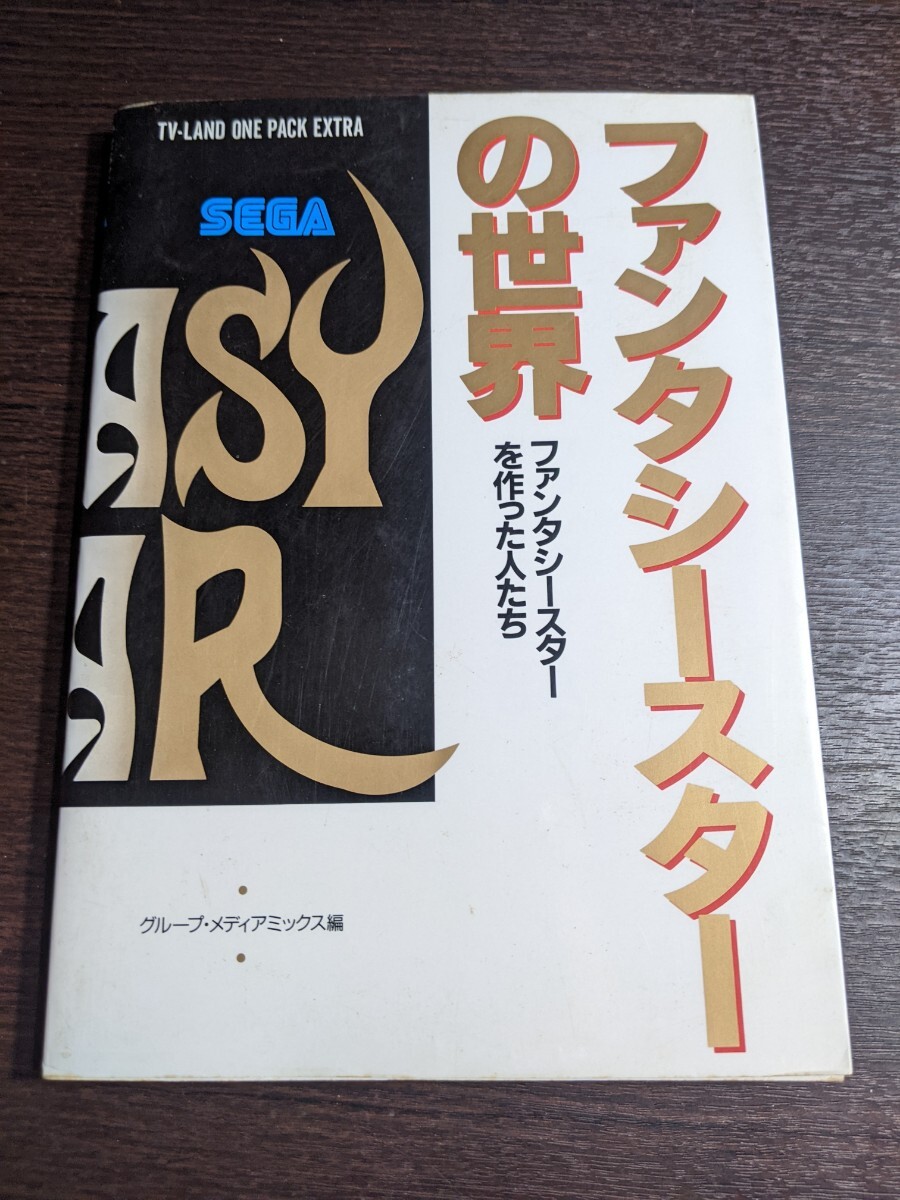 TV-LAND ONE PACK EXTRA
SEGA
ASY
AR
ファンタシースター
の世界
ファンタシースター
を作った人たち
グループ・メディアミックス編